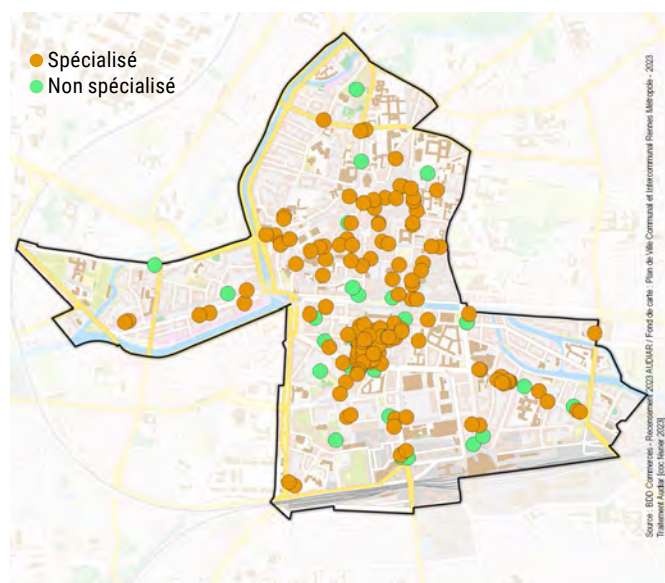 Spécialisé
Non spécialisé
Source : BDD Commerces - Recensement 2023 AUDIAR / Fond de carte : Plan de Ville Communal et Intercommunal Rennes Métropole - 2023
Traitement Audiar [ccc février 2023]